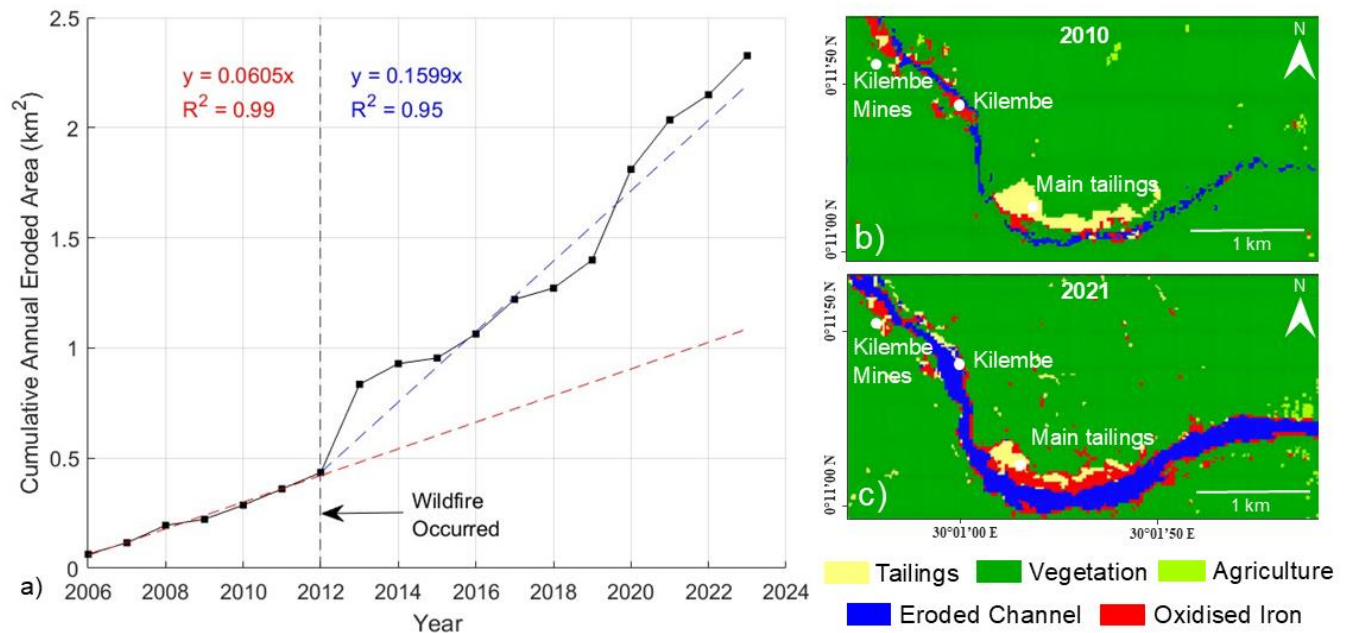 2.5
2
1.5
1
0.5
0
Cumulative Annual Eroded Area (km²)
y = 0.0605x
R² = 0.99
y = 0.1599x
R² = 0.95
Wildfire
Occurred
a)
2006 2008 2010 2012 2014 2016 2018 2020 2022 2024
Year
0°11'50 N
0°11'00 N
2010
N
Kilembe
Mines
Kilembe
Main tailings
b)
1 km
0°11'50 N
0°11'00 N
2021
N
Kilembe
Mines
Kilembe
Main tailings
c)
1 km
30°01'00 E 30°01'50 E
Tailings Vegetation Agriculture
Eroded Channel Oxidised Iron